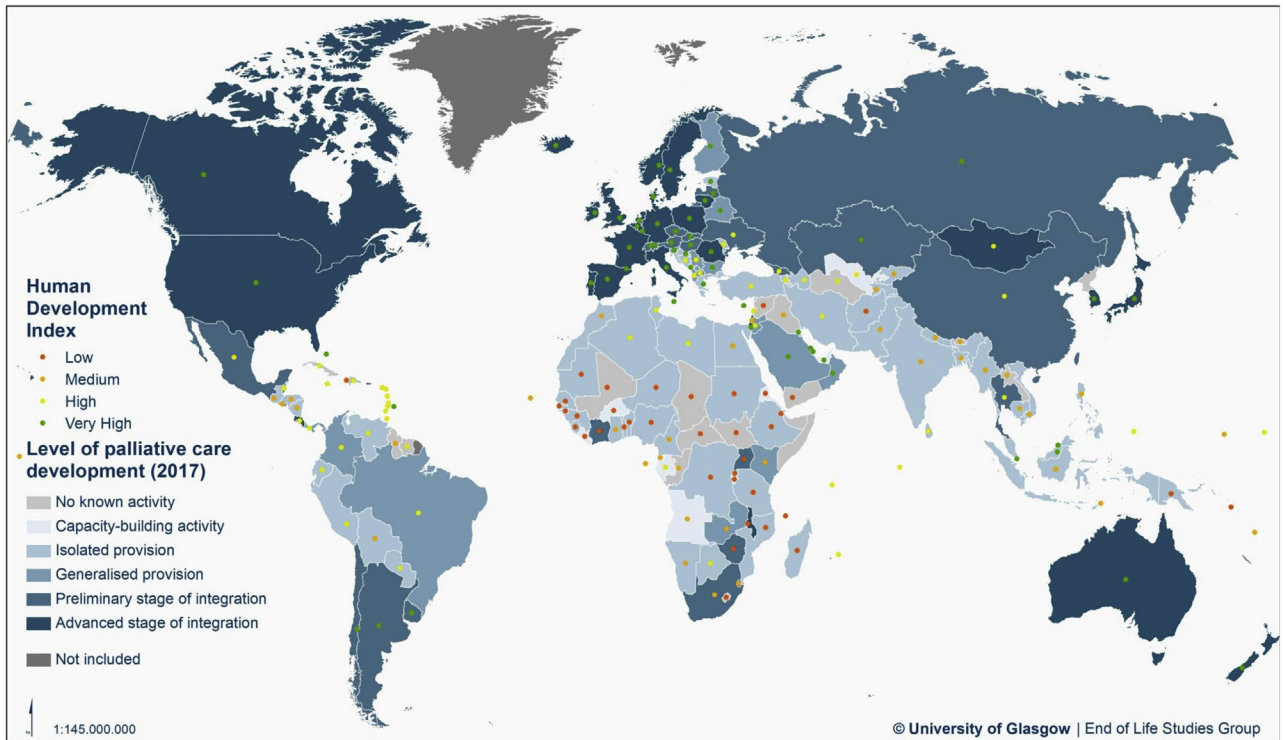 Human
Development
Index
Low
Medium
High
Very High
Level of palliative care
development (2017)
No known activity
Capacity-building activity
Isolated provision
Generalised provision
Preliminary stage of integration
Advanced stage of integration
Not included
1:145.000.000
© University of Glasgow | End of Life Studies Group